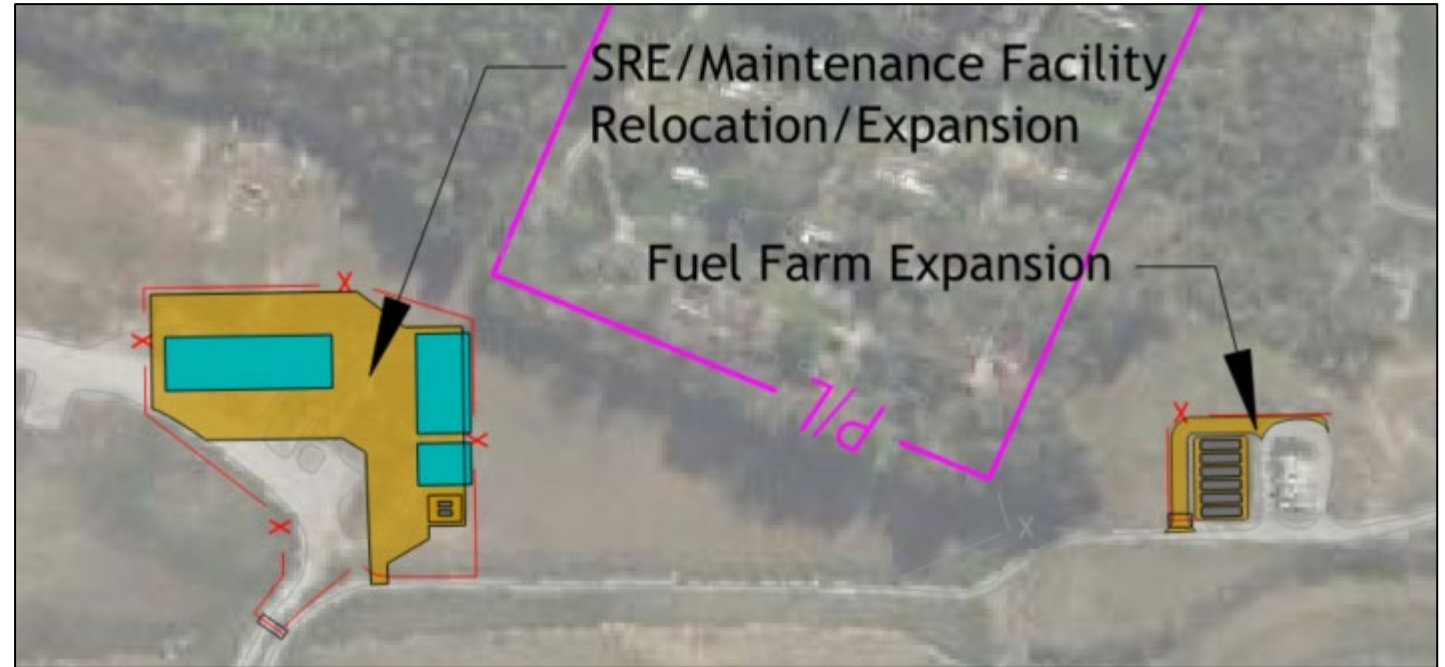 SRE/Maintenance Facility
Relocation/Expansion
Fuel Farm Expansion
X
X
X
X
X
X
P/L